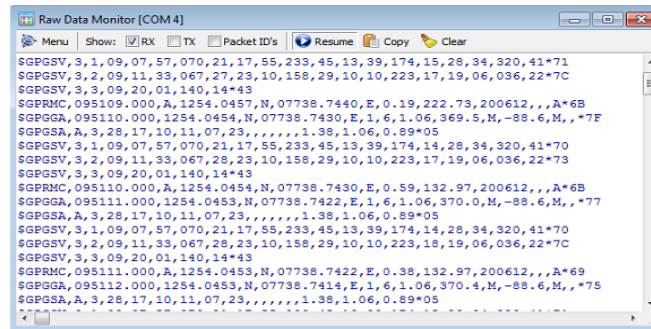 Raw Data Monitor [COM 4]
Menu Show: RX TX Packet ID's Resume Copy Clear
$GPGSV,3,1,09,07,57,070,21,17,55,233,45,13,39,174,15,28,34,320,41*71
$GPGSV,3,2,09,11,33,067,27,23,10,158,29,10,10,223,17,19,06,036,22*7C
$GPGSV,3,3,09,20,01,140,14*43
$GPRMC,095109.000,A,1254.0457,N,07738.7440,E,0.19,222.73,200612,,,A*6B
$GPGGA,095110.000,1254.0454,N,07738.7430,E,1,6,1.06,369.5,M,-88.6,M,,*7F
$GPGSA,A,3,28,17,10,11,07,23,,,,,,,1.38,1.06,0.89*05
$GPGSV,3,1,09,07,57,070,21,17,55,233,45,13,39,174,14,28,34,320,41*70
$GPGSV,3,2,09,11,33,067,28,23,10,158,29,10,10,223,17,19,06,036,22*73
$GPGSV,3,3,09,20,01,140,14*43
$GPRMC,095110.000,A,1254.0454,N,07738.7430,E,0.59,132.97,200612,,,A*6B
$GPGGA,095111.000,1254.0453,N,07738.7422,E,1,6,1.06,370.0,M,-88.6,M,,*77
$GPGSA,A,3,28,17,10,11,07,23,,,,,,,1.38,1.06,0.89*05
$GPGSV,3,1,09,07,57,070,21,17,55,233,45,13,39,174,14,28,34,320,41*70
$GPGSV,3,2,09,11,33,067,28,23,10,158,29,10,10,223,18,19,06,036,22*7C
$GPGSV,3,3,09,20,01,140,14*43
$GPRMC,095111.000,A,1254.0453,N,07738.7422,E,0.38,132.97,200612,,,A*69
$GPGGA,095112.000,1254.0453,N,07738.7414,E,1,6,1.06,370.4,M,-88.6,M,,*75
$GPGSA,A,3,28,17,10,11,07,23,,,,,,,1.38,1.06,0.89*05